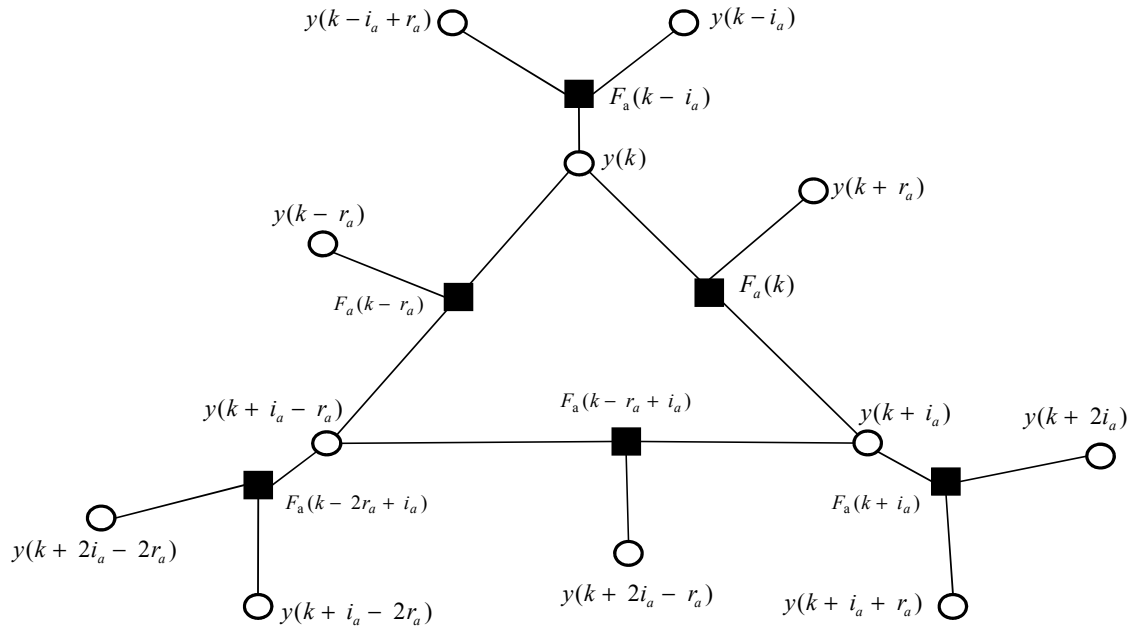 y(k − i_a + r_a)
y(k − i_a)
F_a(k − i_a)
y(k)
y(k + r_a)
y(k − r_a)
F_a(k)
F_a(k − r_a)
F_a(k − r_a + i_a)
y(k + i_a − r_a)
y(k + i_a)
y(k + 2i_a)
F_a(k − 2r_a + i_a)
F_a(k + i_a)
y(k + 2i_a − 2r_a)
y(k + i_a − 2r_a)
y(k + 2i_a − r_a)
y(k + i_a + r_a)